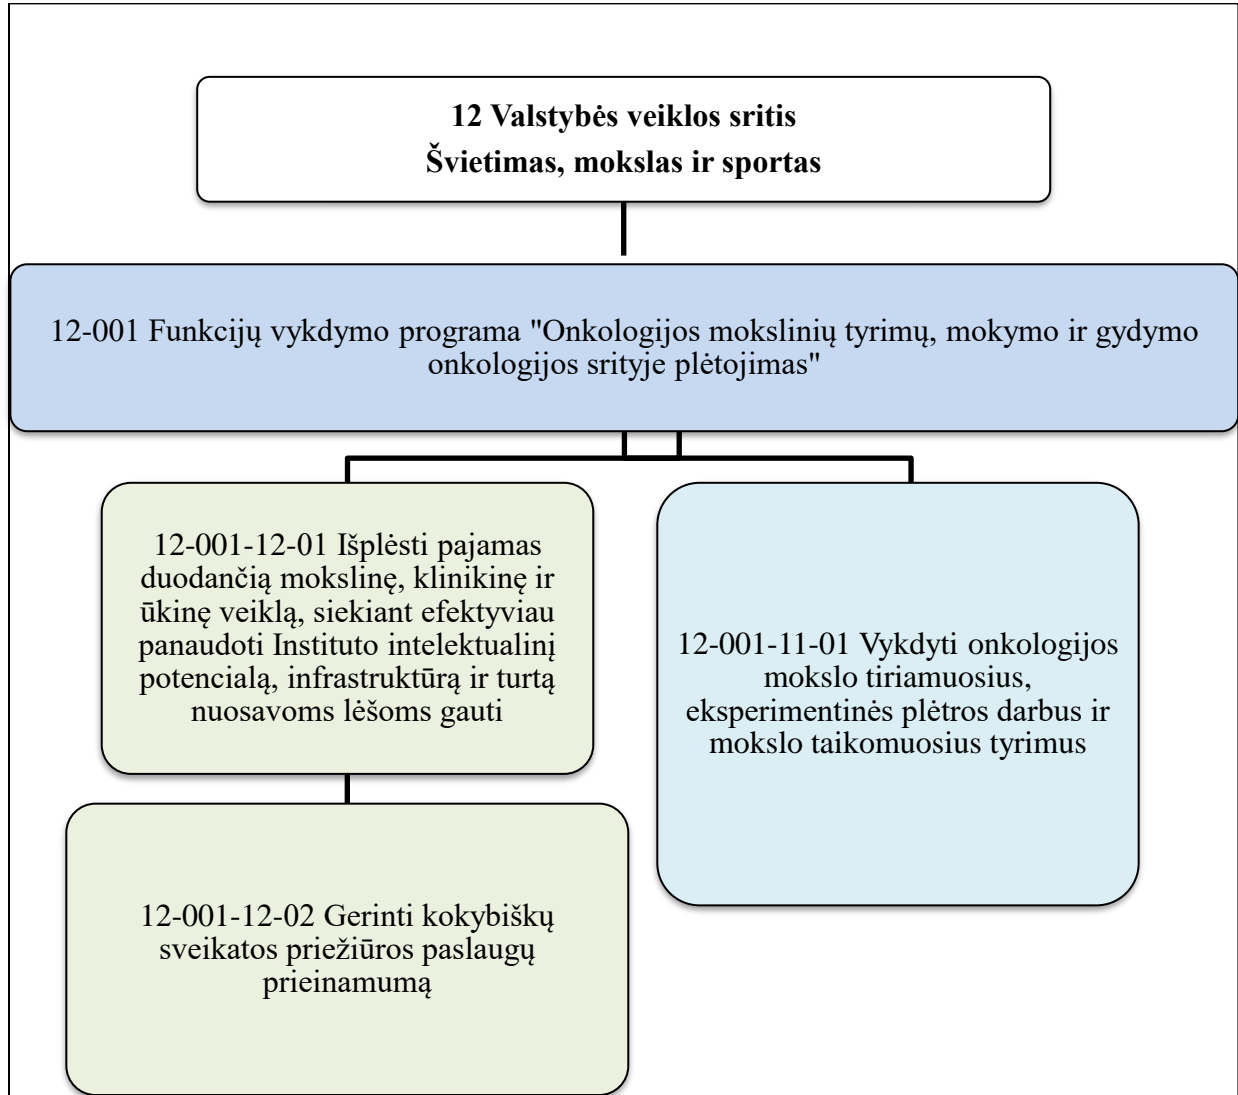 12 Valstybės veiklos sritis
Švietimas, mokslas ir sportas
12-001 Funkcijų vykdymo programa "Onkologijos mokslinių tyrimų, mokymo ir gydymo
onkologijos srityje plėtojimas"
12-001-12-01 Išplėsti pajamas
duodančią mokslinę, klinikinę ir
ūkinę veiklą, siekiant efektyviau
panaudoti Instituto intelektualinį
potencialą, infrastruktūrą ir turtą
nuosavoms lėšoms gauti
12-001-11-01 Vykdyti onkologijos
mokslo tiriamuosius,
eksperimentinės plėtros darbus ir
mokslo taikomuosius tyrimus
12-001-12-02 Gerinti kokybiškų
sveikatos priežiūros paslaugų
prieinamumą